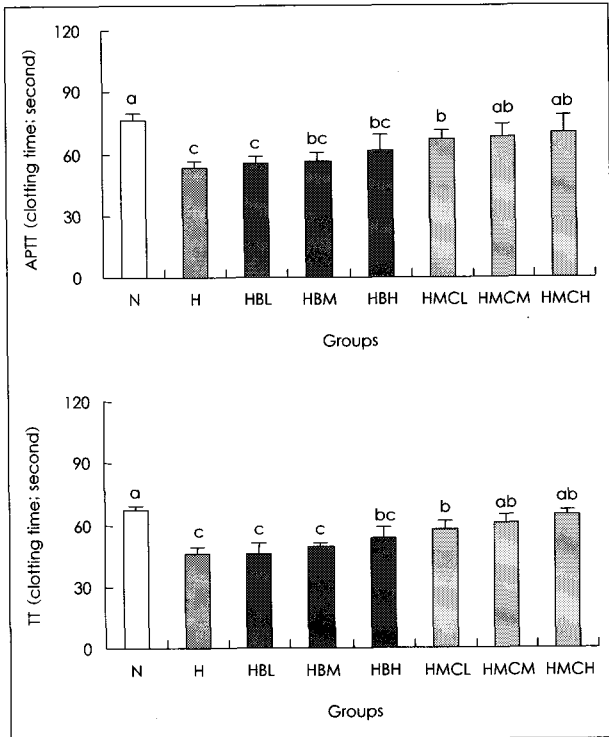 120
90
60
30
0
APTT (clotting time; second)
a
c
c
bc
bc
b
ab
ab
N H HBL HBM HBH HMCL HMCM HMCH
Groups
120
90
60
30
0
TT (clotting time; second)
a
c
c
c
bc
b
ab
ab
N H HBL HBM HBH HMCL HMCM HMCH
Groups